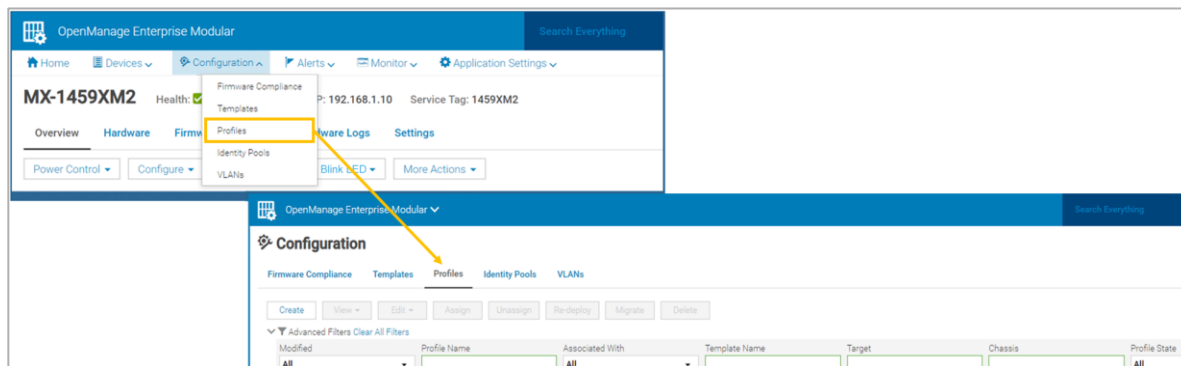 OpenManage Enterprise Modular Search Everything
Home Devices Configuration Alerts Monitor Application Settings
MX-1459XM2 Health: P: 192.168.1.10 Service Tag: 1459XM2
Firmware Compliance
Templates
Overview Hardware Firmw Profiles ware Logs Settings
Identity Pools
Power Control Configure Blink LED More Actions
VLANs
OpenManage Enterprise Modular Search Everything
Configuration
Firmware Compliance Templates Profiles Identity Pools VLANs
Create View Edit Assign Unassign Re-deploy Migrate Delete
Advanced Filters Clear All Filters
Modified Profile Name Associated With Template Name Target Chassis Profile State
All All All